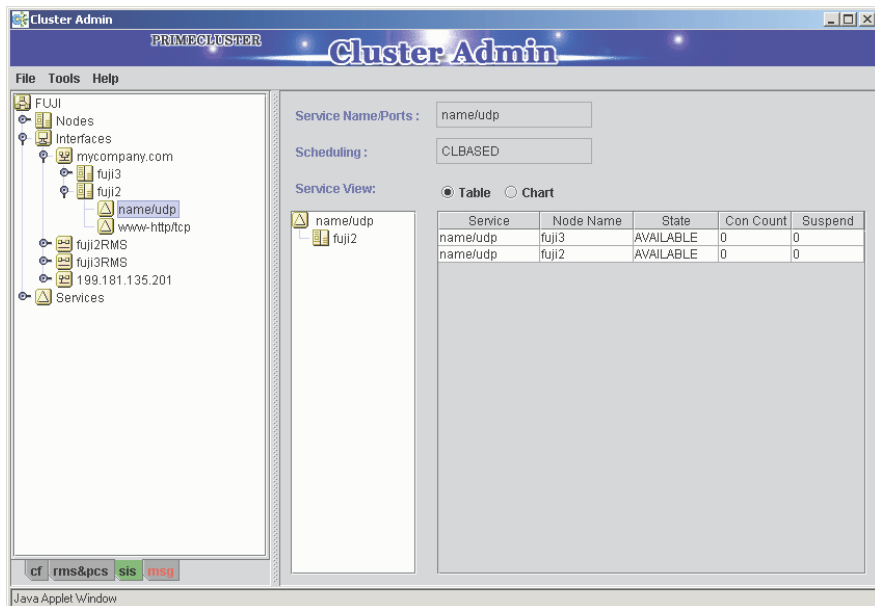 Cluster Admin
PRIMECLUSTER
Cluster Admin
File Tools Help
FUJI
Nodes
Interfaces
mycompany.com
fuji3
fuji2
name/udp
www-http/tcp
fuji2RMS
fuji3RMS
199.181.135.201
Services
cf rms&pcs sis msg
Service Name/Ports : name/udp
Scheduling : CLBASED
Service View: Table Chart
name/udp
fuji2
Service Node Name State Con Count Suspend
name/udp fuji3 AVAILABLE 0 0
name/udp fuji2 AVAILABLE 0 0
Java Applet Window